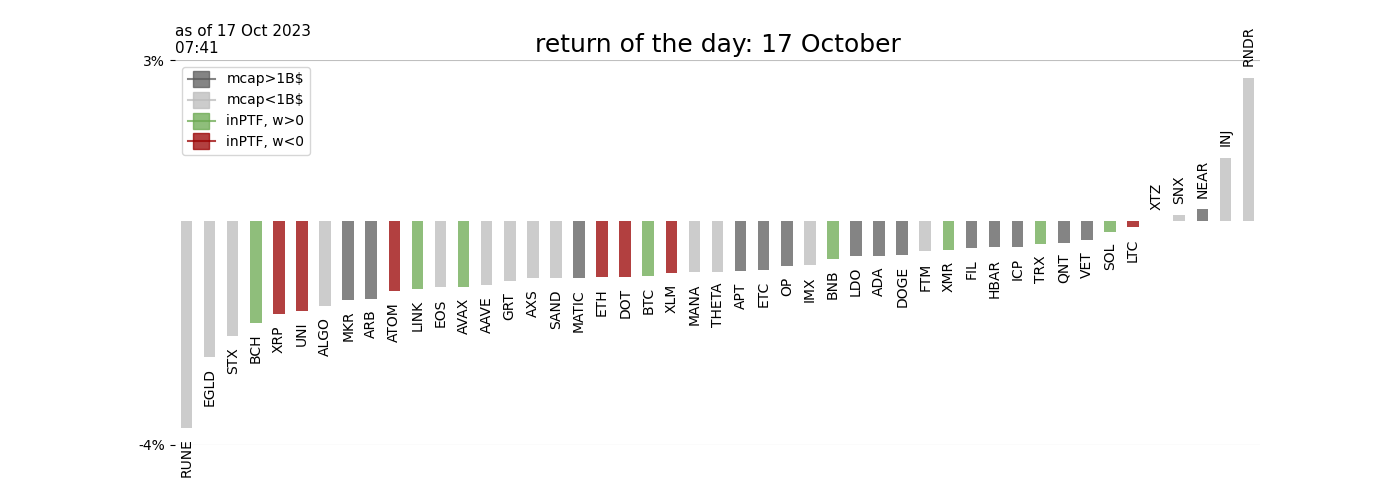 as of 17 Oct 2023
07:41
return of the day: 17 October
3%
mcap>1B$
mcap<1B$
inPTF, w>0
inPTF, w<0
-4%
RUNE
EGLD
STX
BCH
XRP
UNI
ALGO
MKR
ARB
ATOM
LINK
EOS
AVAX
AAVE
GRT
AXS
SAND
MATIC
ETH
DOT
BTC
XLM
MANA
THETA
APT
ETC
OP
IMX
BNB
LDO
ADA
DOGE
FTM
XMR
FIL
HBAR
ICP
TRX
QNT
VET
SOL
LTC
XTZ
SNX
NEAR
INJ
RNDR